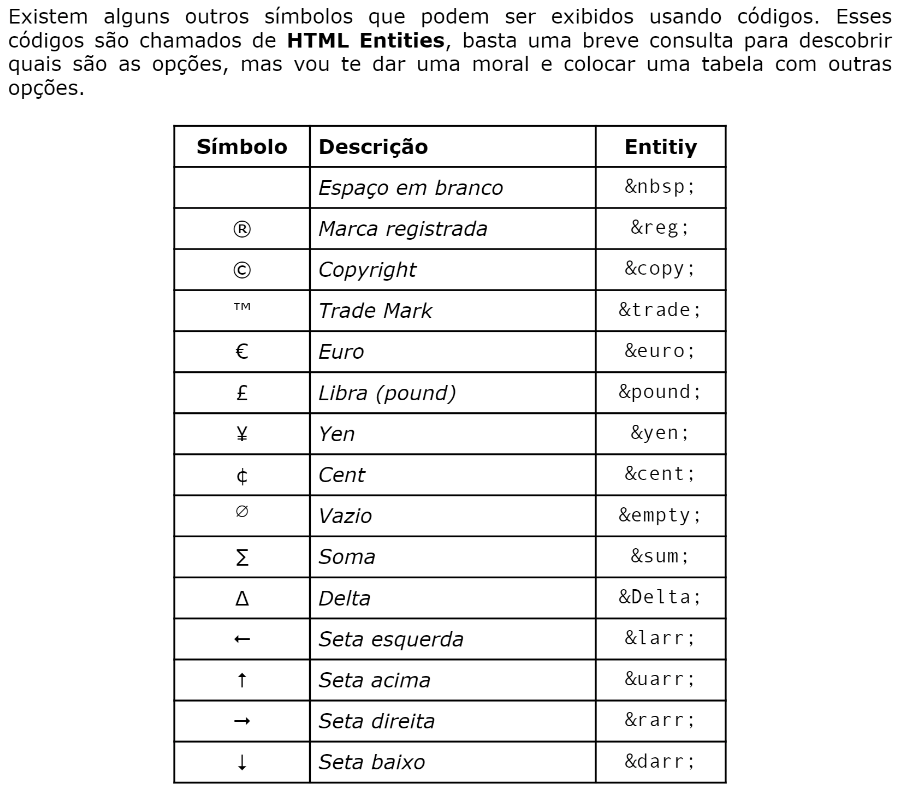 Existem alguns outros símbolos que podem ser exibidos usando códigos. Esses
códigos são chamados de HTML Entities, basta uma breve consulta para descobrir
quais são as opções, mas vou te dar uma moral e colocar uma tabela com outras
opções.
Símbolo Descrição Entitiy
Espaço em branco &nbsp;
® Marca registrada &reg;
© Copyright &copy;
™ Trade Mark &trade;
€ Euro &euro;
£ Libra (pound) &pound;
¥ Yen &yen;
¢ Cent &cent;
∅ Vazio &empty;
∑ Soma &sum;
Δ Delta &Delta;
← Seta esquerda &larr;
↑ Seta acima &uarr;
→ Seta direita &rarr;
↓ Seta baixo &darr;